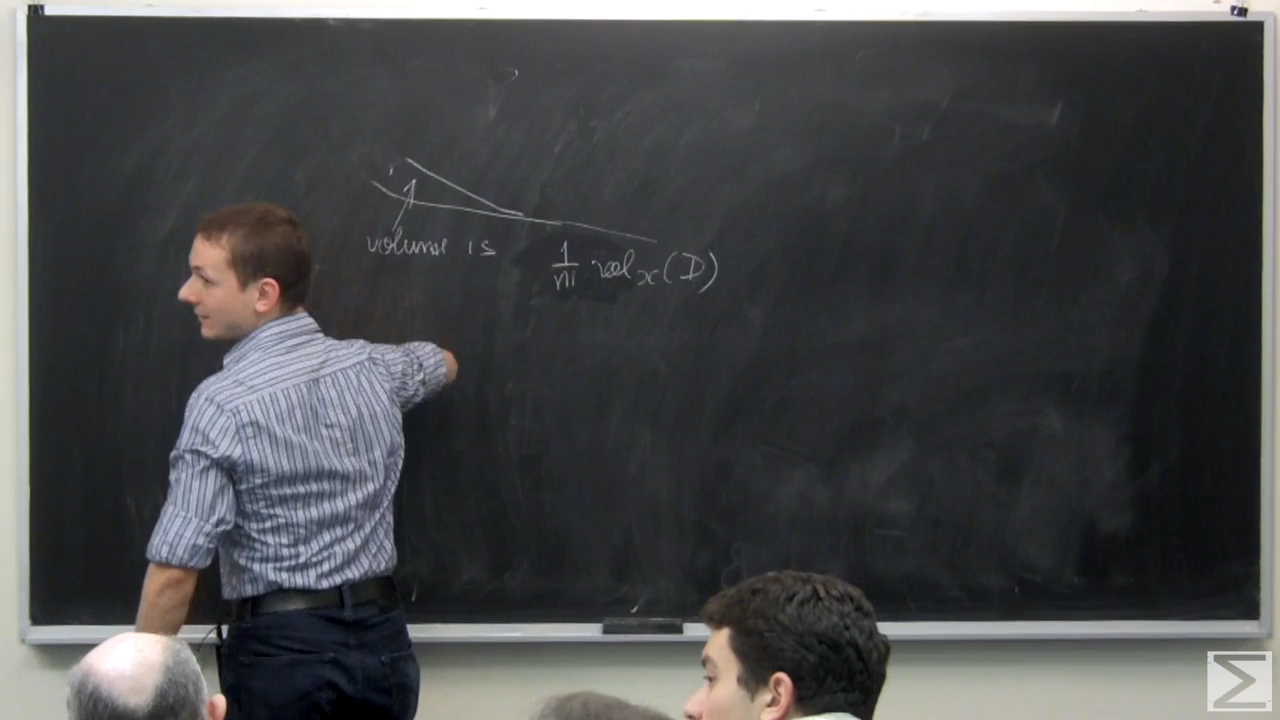 volume is 1/n! vol_x(D)
Σ